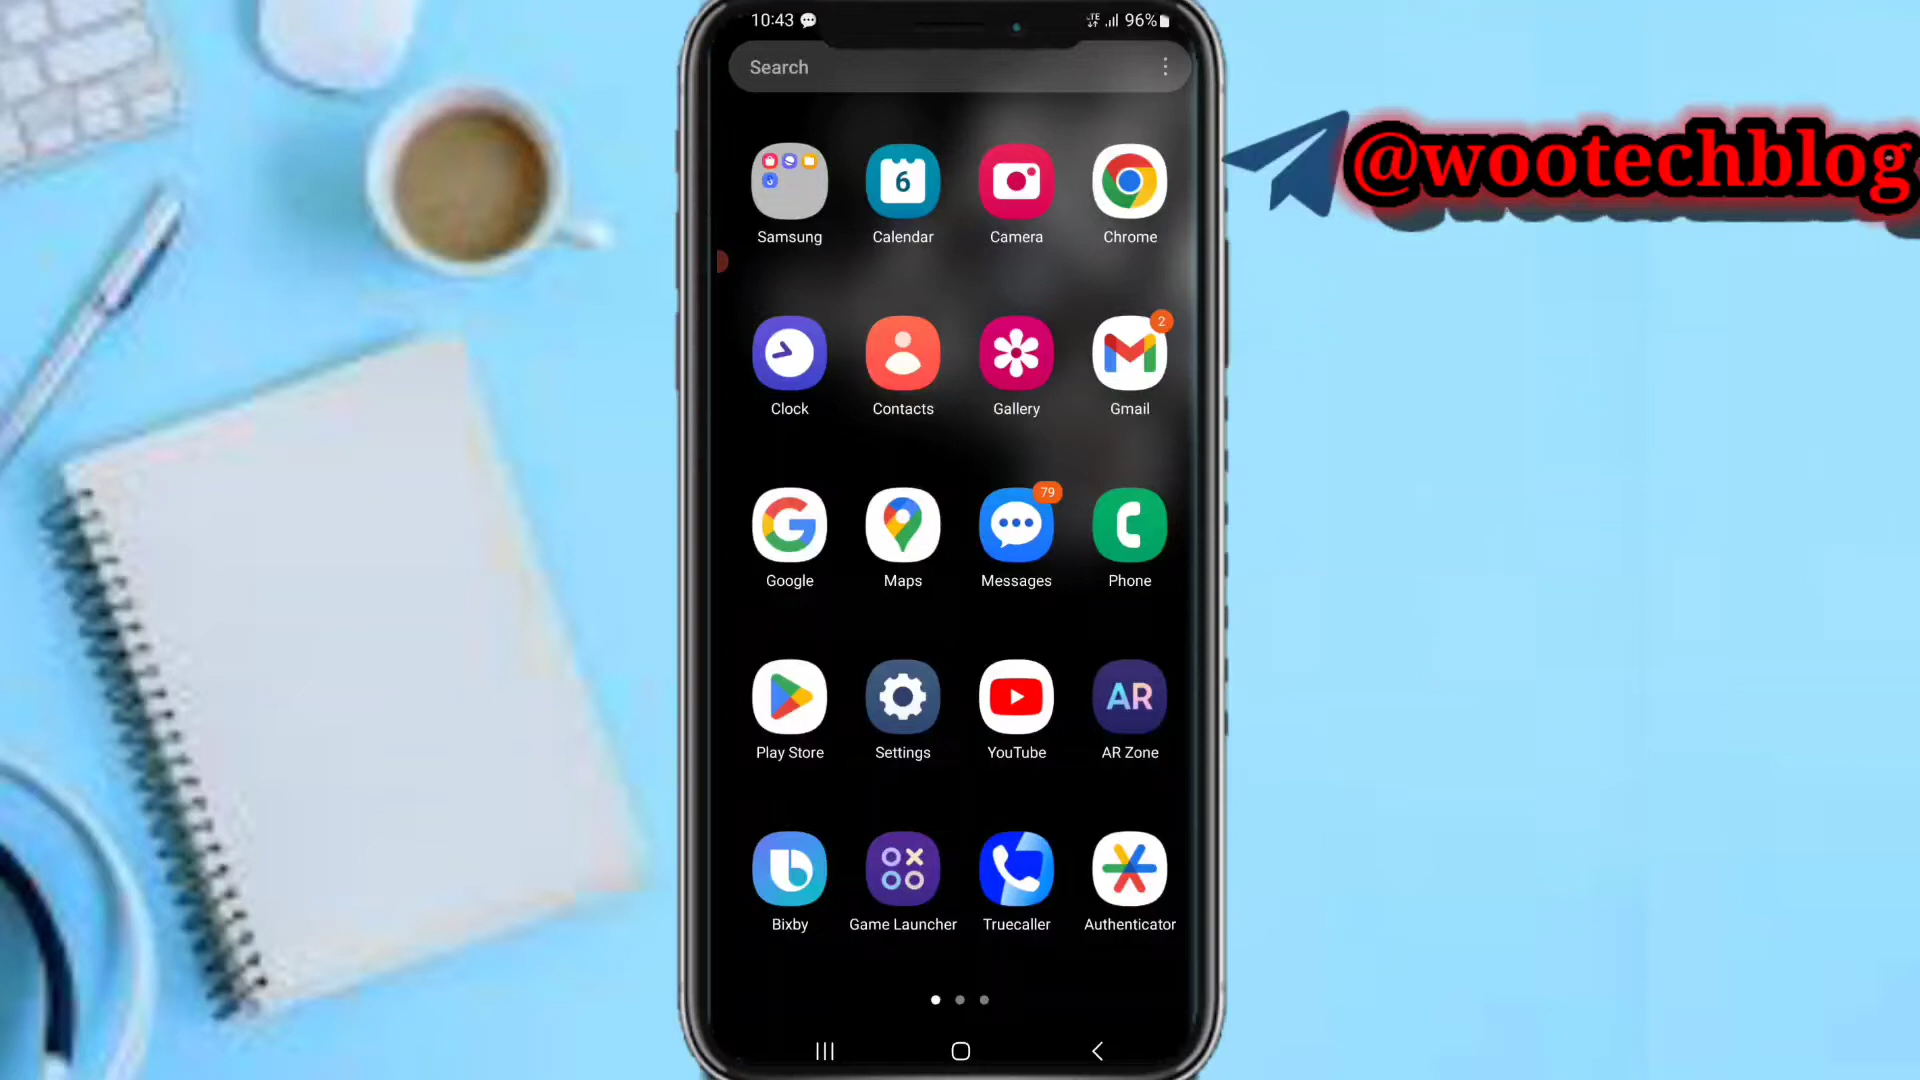 10:43
LTE
96%
Search
@wootechblog
6
Samsung
Calendar
Camera
Chrome
2
Clock
Contacts
Gallery
Gmail
79
Google
Maps
Messages
Phone
AR
Play Store
Settings
YouTube
AR Zone
Bixby
Game Launcher
Truecaller
Authenticator